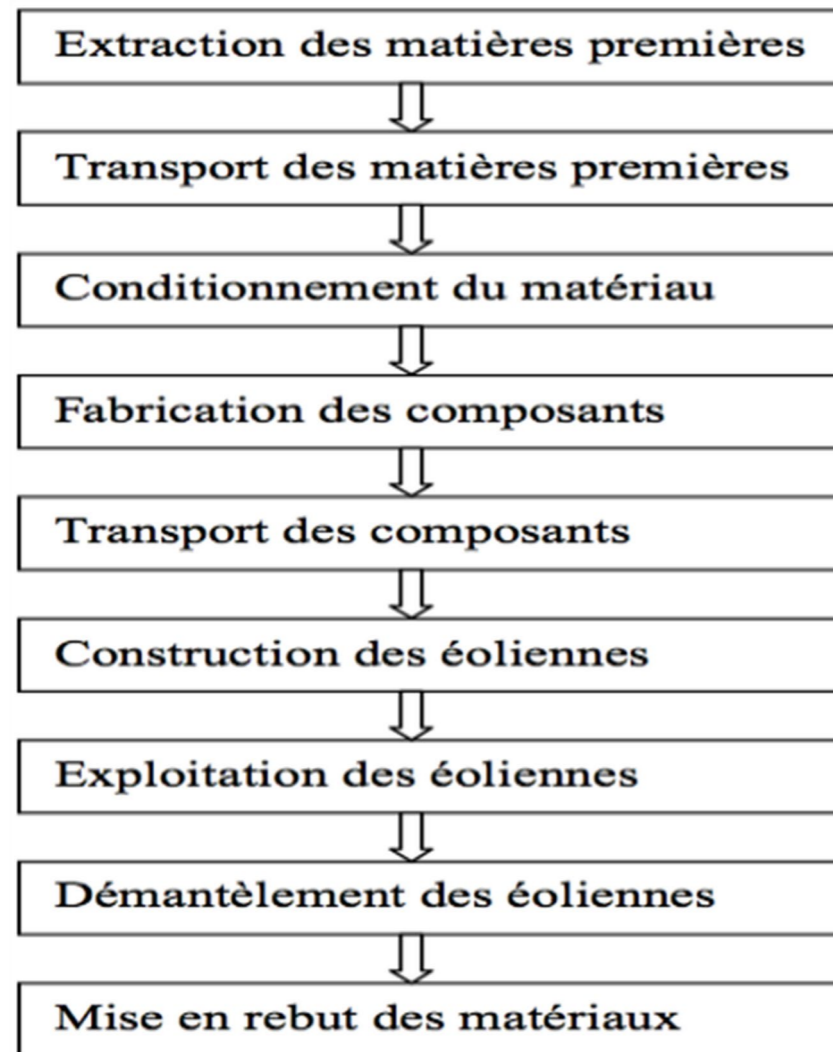 Extraction des matières premières
Transport des matières premières
Conditionnement du matériau
Fabrication des composants
Transport des composants
Construction des éoliennes
Exploitation des éoliennes
Démantèlement des éoliennes
Mise en rebut des matériaux